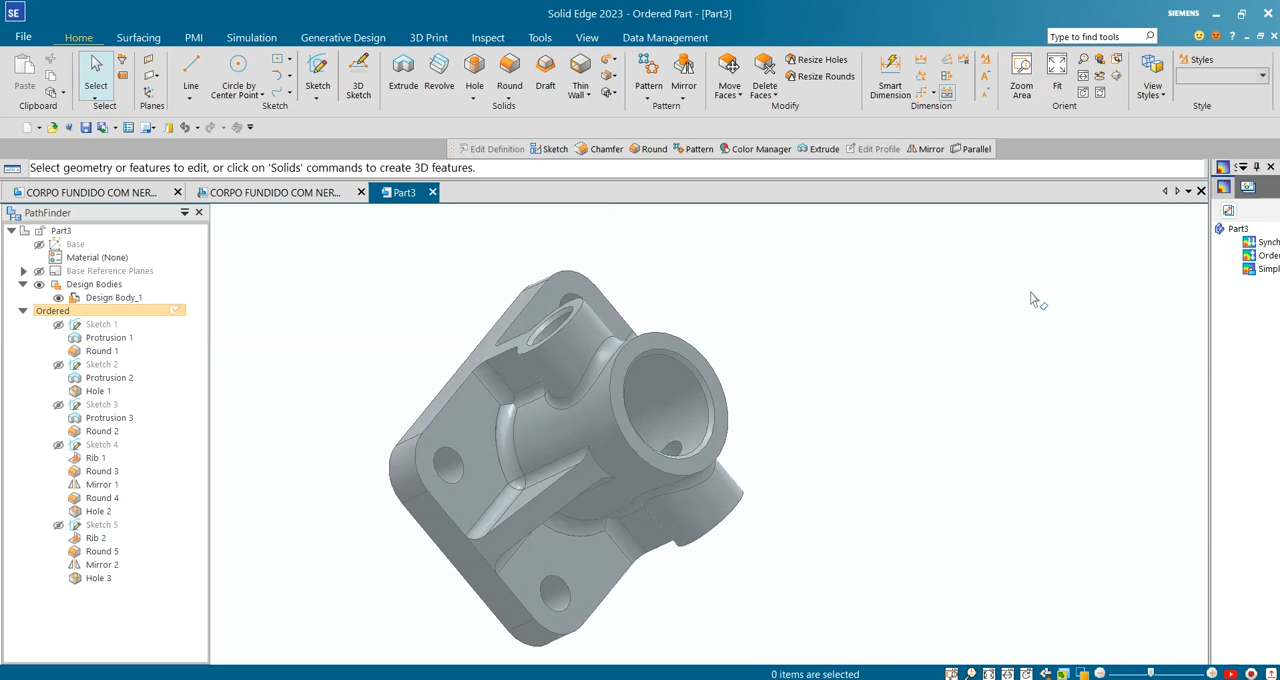 SE
Solid Edge 2023 - Ordered Part - [Part3]
SIEMENS
File
Home
Surfacing
PMI
Simulation
Generative Design
3D Print
Inspect
Tools
View
Data Management
Type to find tools
Paste
Clipboard
Select
Select
Planes
Line
Circle by
Center Point
Sketch
Sketch
3D
Sketch
Extrude
Revolve
Hole
Round
Draft
Thin
Wall
Solids
Pattern
Mirror
Pattern
Move
Faces
Delete
Faces
Resize Holes
Resize Rounds
Modify
Smart
Dimension
Dimension
Zoom
Area
Fit
Orient
View
Styles
Styles
Style
Edit Definition
Sketch
Chamfer
Round
Pattern
Color Manager
Extrude
Edit Profile
Mirror
Parallel
Select geometry or features to edit, or click on 'Solids' commands to create 3D features.
CORPO FUNDIDO COM NER...
CORPO FUNDIDO COM NER...
Part3
PathFinder
Part3
Base
Material (None)
Base Reference Planes
Design Bodies
Design Body_1
Ordered
Sketch 1
Protrusion 1
Round 1
Sketch 2
Protrusion 2
Hole 1
Sketch 3
Protrusion 3
Round 2
Sketch 4
Rib 1
Round 3
Mirror 1
Round 4
Hole 2
Sketch 5
Rib 2
Round 5
Mirror 2
Hole 3
Part3
Synch
Orde
Simpl
0 items are selected